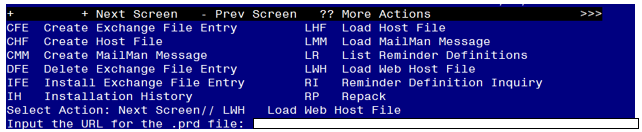 +         + Next Screen   - Prev Screen   ?? More Actions                  >>>
CFE  Create Exchange File Entry          LHF  Load Host File
CHF  Create Host File                    LMM  Load MailMan Message
CMM  Create MailMan Message              LR   List Reminder Definitions
DFE  Delete Exchange File Entry          LWH  Load Web Host File
IFE  Install Exchange File Entry         RI   Reminder Definition Inquiry
IH   Installation History                RP   Repack
Select Action: Next Screen// LWH   Load Web Host File
Input the URL for the .prd file: